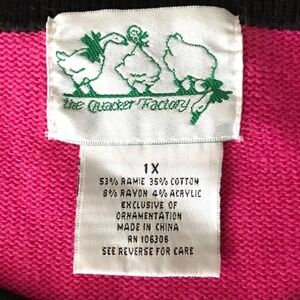 the Quacker Factory
1X
53% RAMIE 35% COTTON
8% RAYON 4% ACRYLIC
EXCLUSIVE OF
ORNAMENTATION
MADE IN CHINA
RN 106306
SEE REVERSE FOR CARE